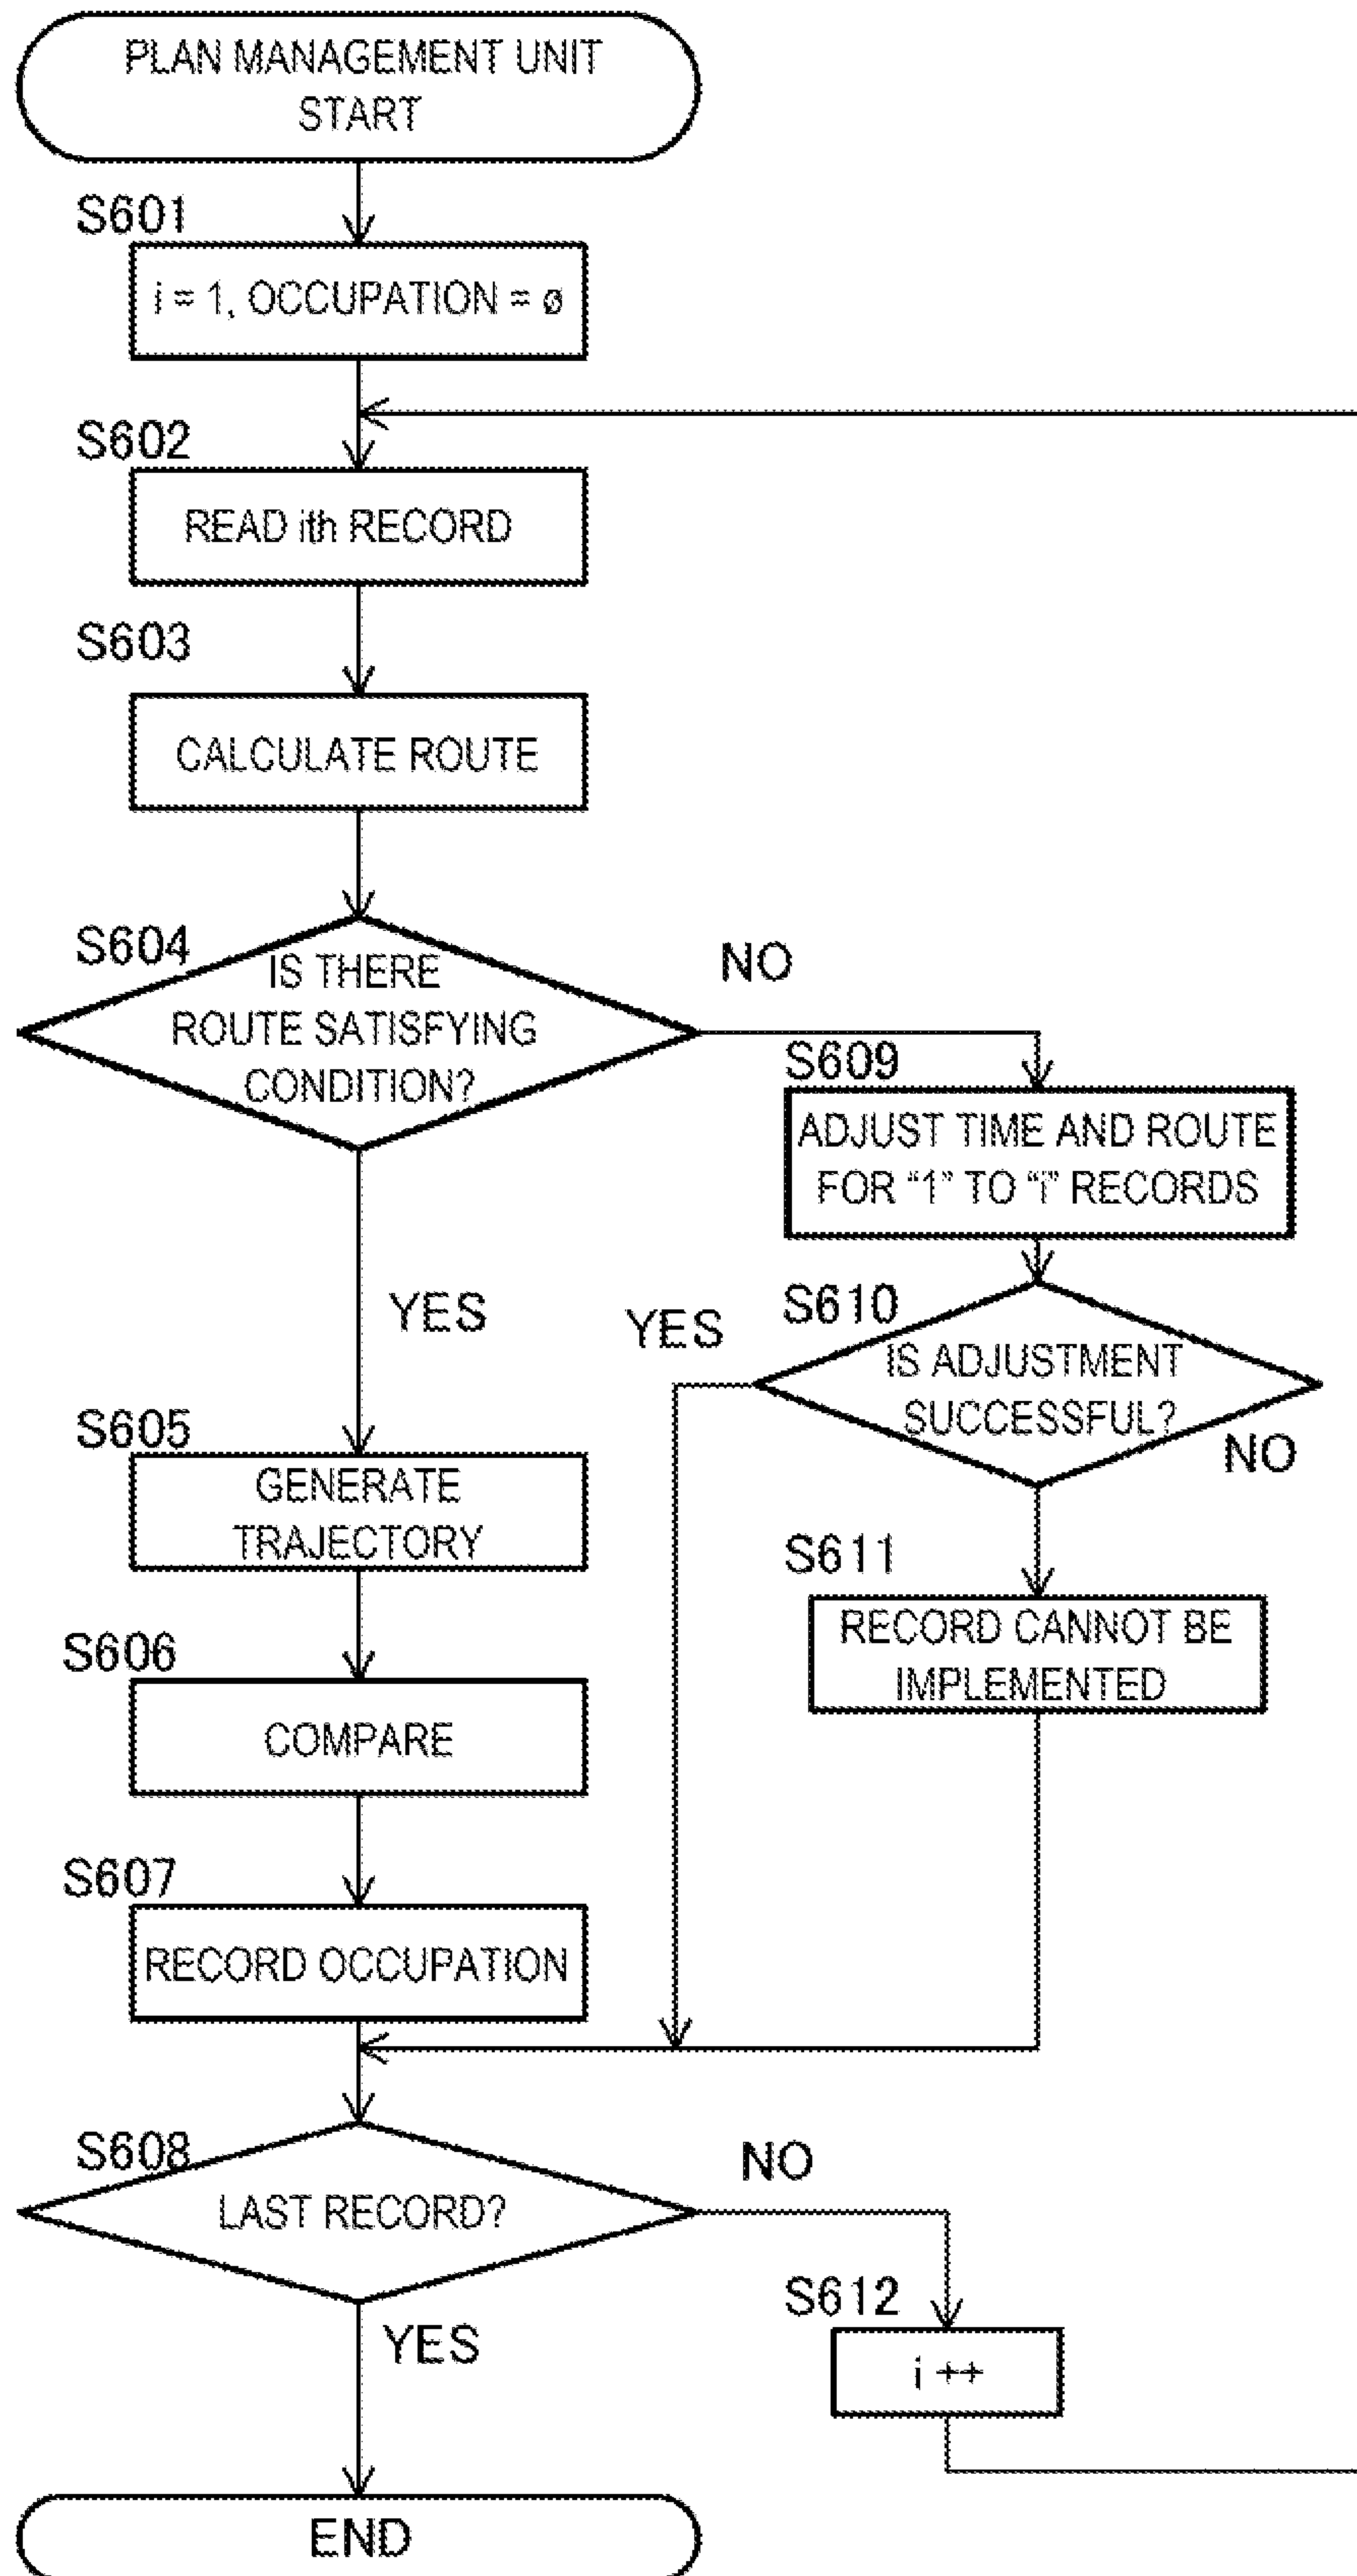 PLAN MANAGEMENT UNIT
START
S601
i = 1, OCCUPATION = ø
S602
READ ith RECORD
S603
CALCULATE ROUTE
S604
IS THERE
ROUTE SATISFYING
CONDITION?
NO
YES
S609
ADJUST TIME AND ROUTE
FOR “1” TO “i” RECORDS
S610
IS ADJUSTMENT
SUCCESSFUL?
YES
NO
S605
GENERATE
TRAJECTORY
S611
RECORD CANNOT BE
IMPLEMENTED
S606
COMPARE
S607
RECORD OCCUPATION
S608
LAST RECORD?
NO
YES
S612
i ++
END